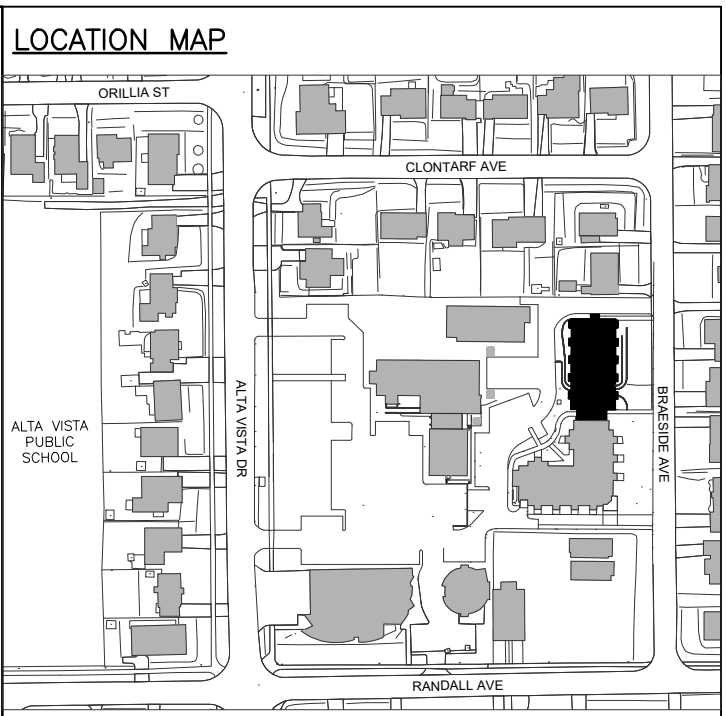 LOCATION MAP
ORILLIA ST
CLONTARF AVE
ALTA VISTA DR
BRAESIDE AVE
ALTA VISTA
PUBLIC
SCHOOL
RANDALL AVE